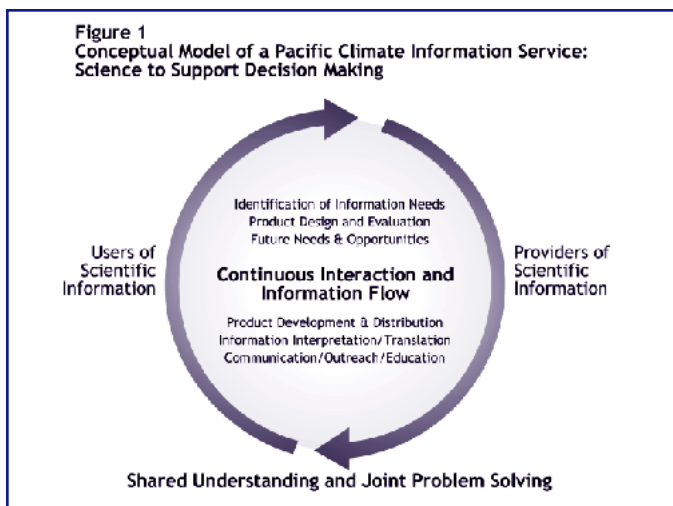 Figure 1
Conceptual Model of a Pacific Climate Information Service:
Science to Support Decision Making
Identification of Information Needs
Product Design and Evaluation
Future Needs & Opportunities
Users of
Scientific
Information
Continuous Interaction and
Information Flow
Providers of
Scientific
Information
Product Development & Distribution
Information Interpretation/Translation
Communication/Outreach/Education
Shared Understanding and Joint Problem Solving